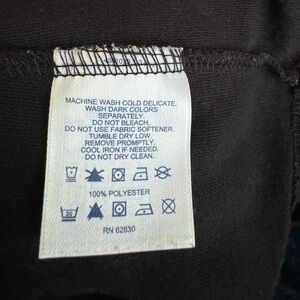 MACHINE WASH COLD DELICATE.
WASH DARK COLORS
SEPARATELY.
DO NOT BLEACH.
DO NOT USE FABRIC SOFTENER.
TUMBLE DRY LOW.
REMOVE PROMPTLY.
COOL IRON IF NEEDED.
DO NOT DRY CLEAN.
100% POLYESTER
RN 62830